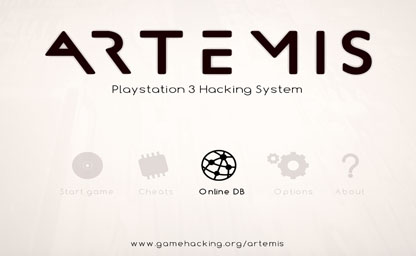 ARTEMIS
Playstation 3 Hacking System
Start game Cheats Online DB Options About
www.gamehacking.org/artemis